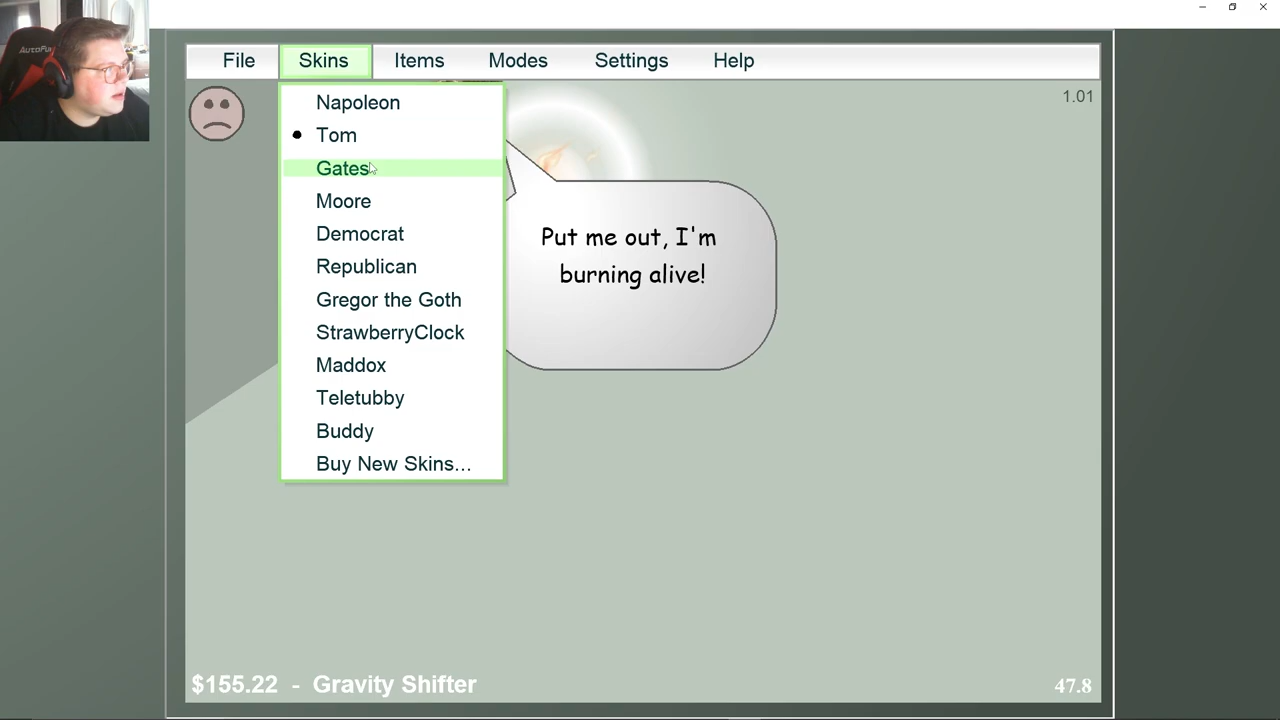 File Skins Items Modes Settings Help
1.01
Napoleon
Tom
Gates
Moore
Democrat
Republican
Gregor the Goth
StrawberryClock
Maddox
Teletubby
Buddy
Buy New Skins...
Put me out, I'm
burning alive!
$155.22 - Gravity Shifter
47.8